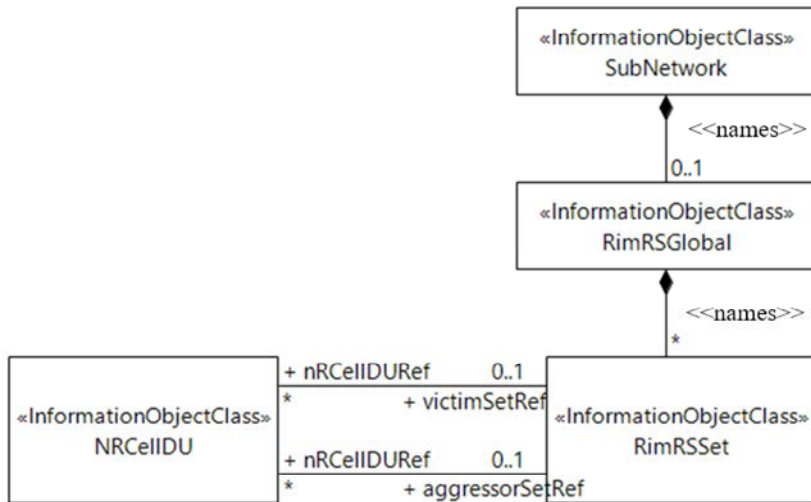 «InformationObjectClass»
SubNetwork
<<names>>
0..1
«InformationObjectClass»
RimRSGlobal
<<names>>
*
+ nRCellDURef 0..1
* + victimSetRef
«InformationObjectClass»
NRCellDU
«InformationObjectClass»
RimRSSet
+ nRCellDURef 0..1
* + aggressorSetRef